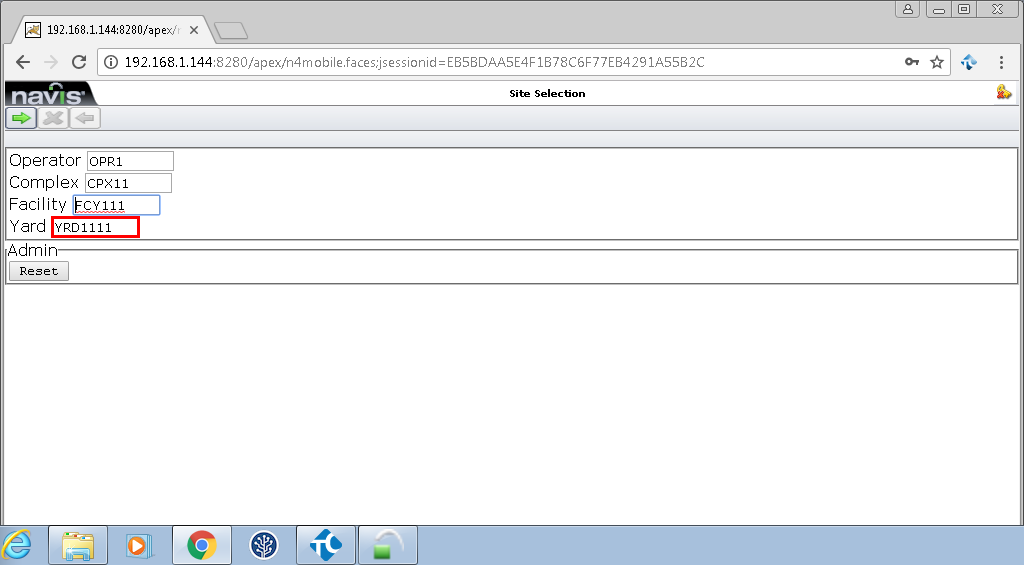 192.168.1.144:8280/apex/
192.168.1.144:8280/apex/n4mobile.faces;jsessionid=EB5BDAA5E4F1B78C6F77EB4291A55B2C
navis
Site Selection
Operator OPR1
Complex CPX11
Facility FCY111
Yard YRD1111
Admin
Reset